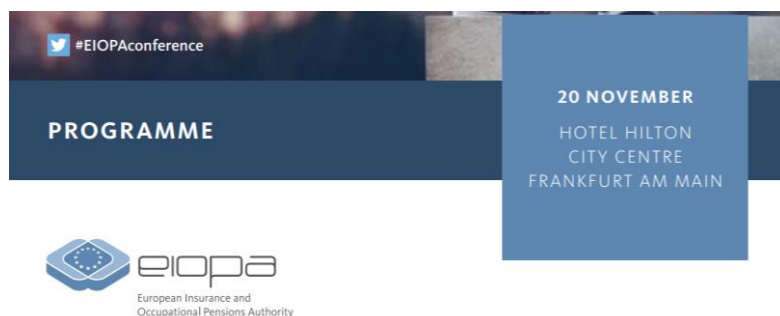 #EIOPAconference
PROGRAMME
20 NOVEMBER
HOTEL HILTON
CITY CENTRE
FRANKFURT AM MAIN
eiopa
European Insurance and
Occupational Pensions Authority